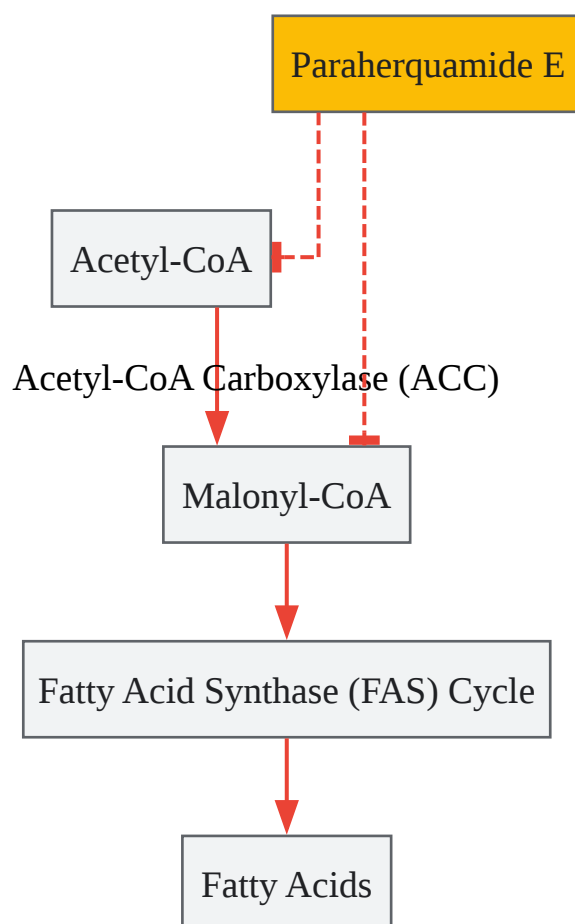 Paraherquamide E
Acetyl-CoA
Acetyl-CoA Carboxylase (ACC)
Malonyl-CoA
Fatty Acid Synthase (FAS) Cycle
Fatty Acids